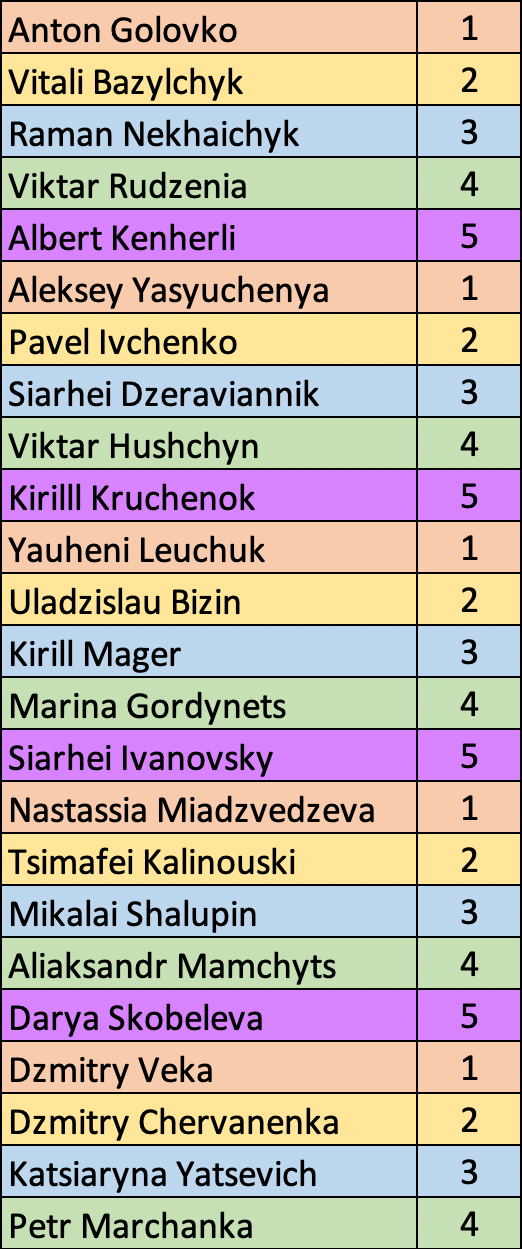 Anton Golovko 1
Vitali Bazylchyk 2
Raman Nekhaichyk 3
Viktar Rudzenia 4
Albert Kenherli 5
Aleksey Yasyuchenya 1
Pavel Ivchenko 2
Siarhei Dzeraviannik 3
Viktar Hushchyn 4
Kirilll Kruchenok 5
Yauheni Leuchuk 1
Uladzislau Bizin 2
Kirill Mager 3
Marina Gordynets 4
Siarhei Ivanovsky 5
Nastassia Miadzvedzeva 1
Tsimafei Kalinouski 2
Mikalai Shalupin 3
Aliaksandr Mamchyts 4
Darya Skobeleva 5
Dzmitry Veka 1
Dzmitry Chervanenka 2
Katsiaryna Yatsevich 3
Petr Marchanka 4